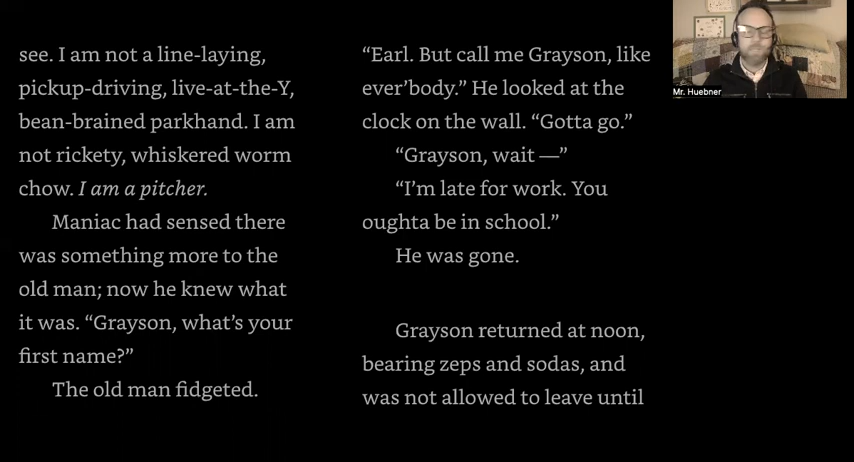 see. I am not a line-laying,
pickup-driving, live-at-the-Y,
bean-brained parkhand. I am
not rickety, whiskered worm
chow. I am a pitcher.
Maniac had sensed there
was something more to the
old man; now he knew what
it was. “Grayson, what’s your
first name?”
The old man fidgeted.
“Earl. But call me Grayson, like
ever’body.” He looked at the
clock on the wall. “Gotta go.”
“Grayson, wait —”
“I’m late for work. You
oughta be in school.”
He was gone.
Grayson returned at noon,
bearing zeps and sodas, and
was not allowed to leave until
Mr. Huebner